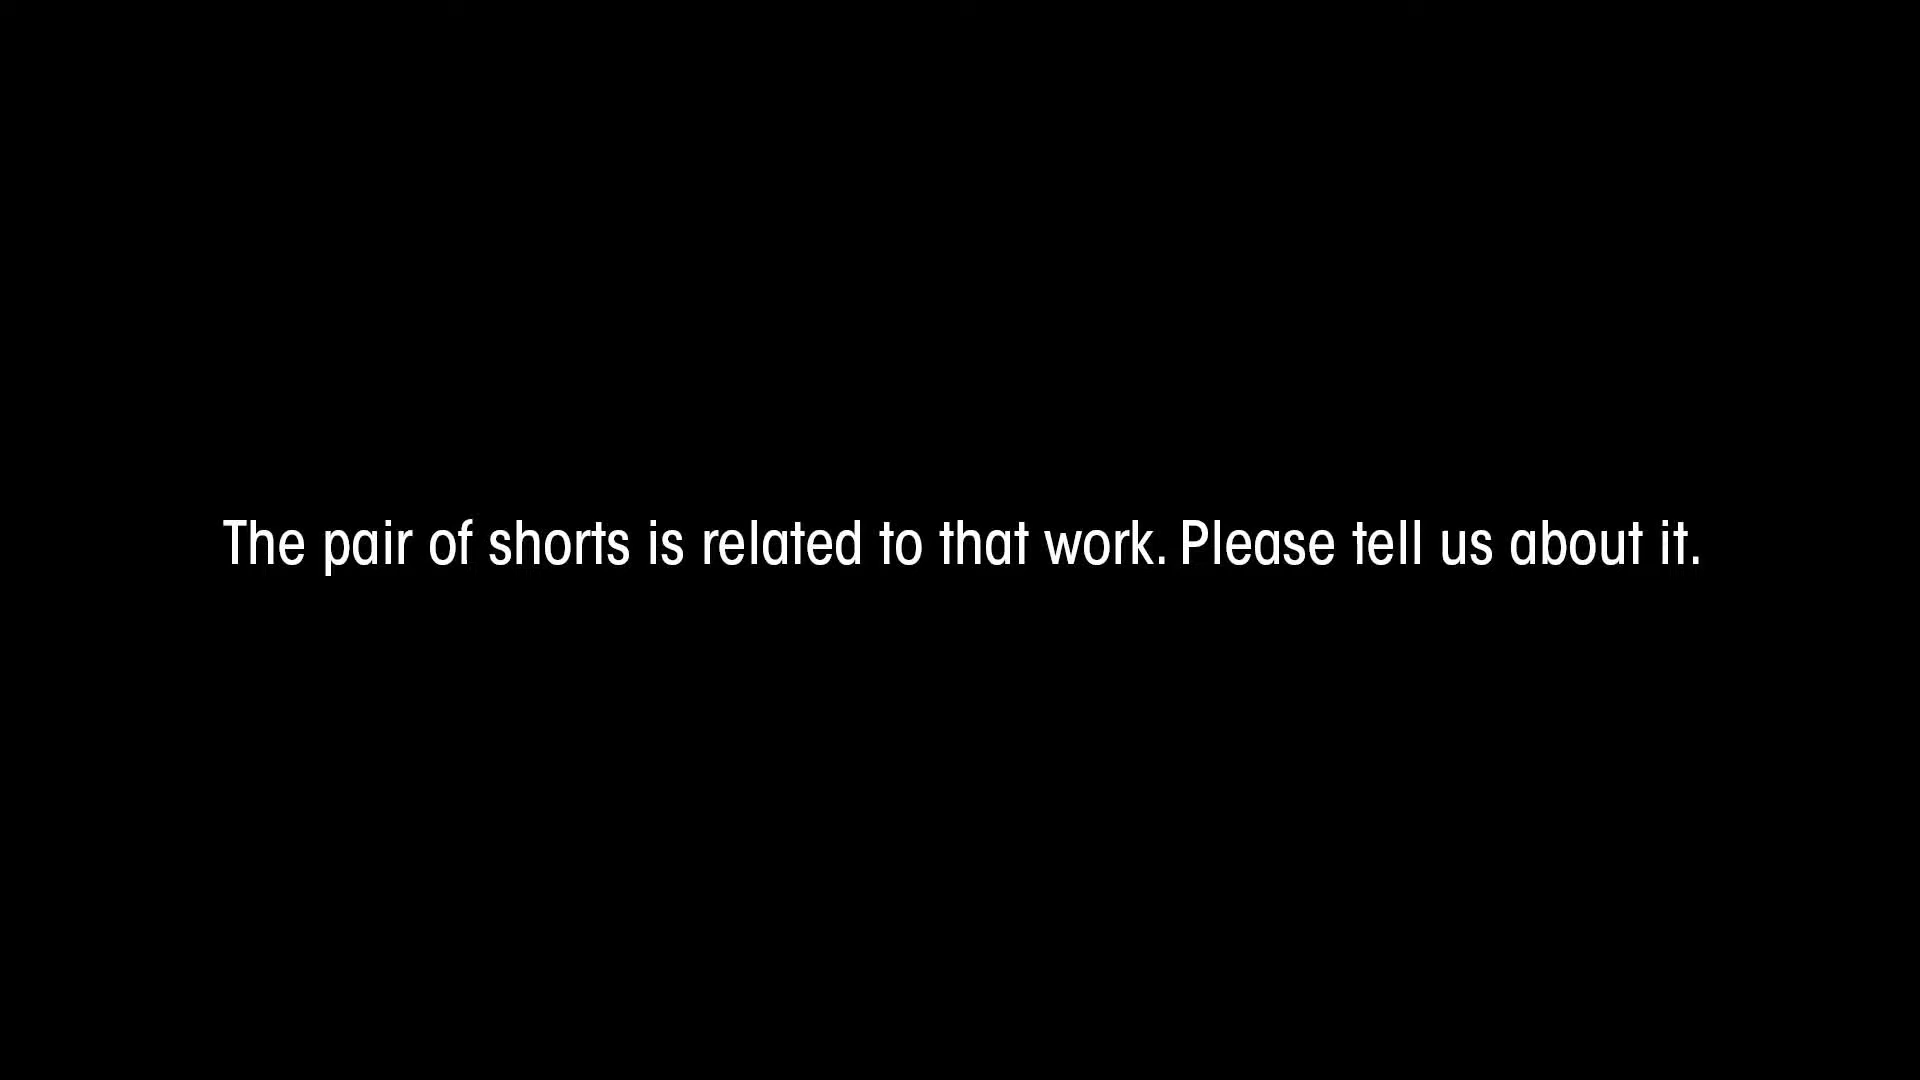 The pair of shorts is related to that work. Please tell us about it.